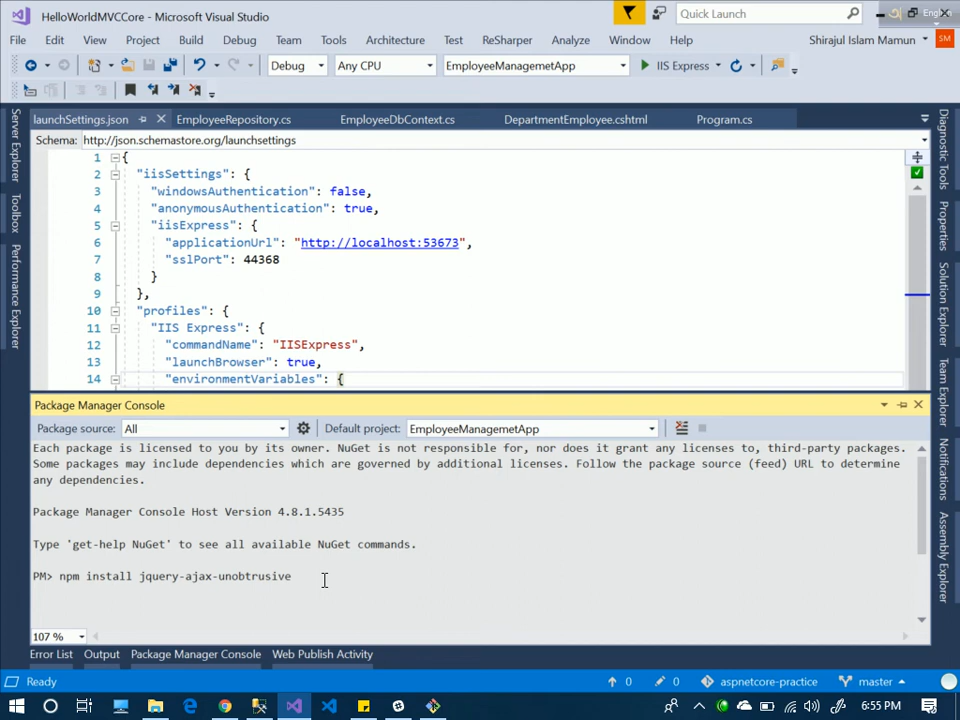 HelloWorldMVCCore - Microsoft Visual Studio
Quick Launch
File Edit View Project Build Debug Team Tools Architecture Test ReSharper Analyze Window Help
Shirajul Islam Mamun SM
Debug Any CPU EmployeeManagemetApp IIS Express
launchSettings.json EmployeeRepository.cs EmployeeDbContext.cs DepartmentEmployee.cshtml Program.cs
Schema: http://json.schemastore.org/launchsettings
1 {
2 "iisSettings": {
3 "windowsAuthentication": false,
4 "anonymousAuthentication": true,
5 "iisExpress": {
6 "applicationUrl": "http://localhost:53673",
7 "sslPort": 44368
8 }
9 },
10 "profiles": {
11 "IIS Express": {
12 "commandName": "IISExpress",
13 "launchBrowser": true,
14 "environmentVariables": {
Server Explorer
Toolbox
Performance Explorer
Diagnostic Tools
Properties
Solution Explorer
Team Explorer
Notifications
Assembly Explorer
Package Manager Console
Package source: All Default project: EmployeeManagemetApp
Each package is licensed to you by its owner. NuGet is not responsible for, nor does it grant any licenses to, third-party packages.
Some packages may include dependencies which are governed by additional licenses. Follow the package source (feed) URL to determine
any dependencies.
Package Manager Console Host Version 4.8.1.5435
Type 'get-help NuGet' to see all available NuGet commands.
PM> npm install jquery-ajax-unobtrusive
107 %
Error List Output Package Manager Console Web Publish Activity
Ready 0 0 aspnetcore-practice master
6:55 PM